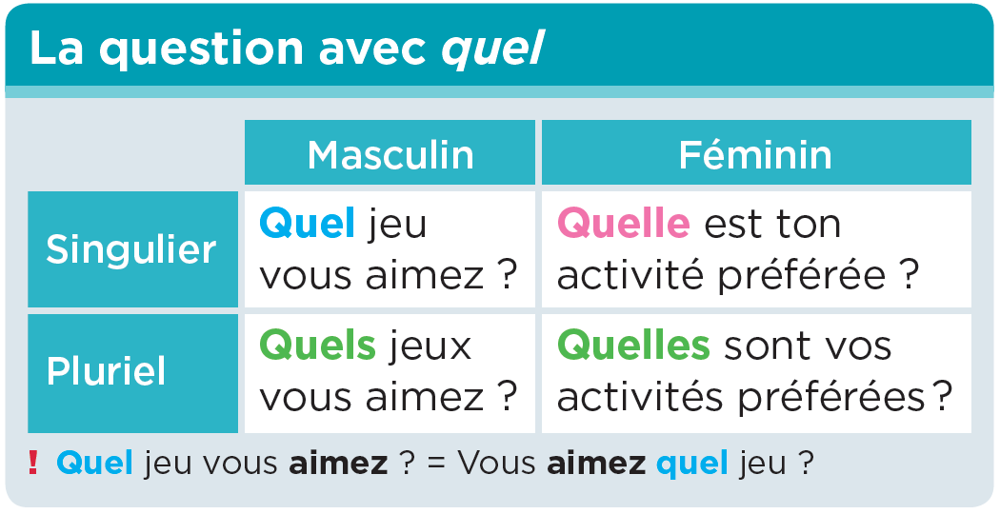 La question avec quel
Masculin
Féminin
Singulier
Quel jeu
vous aimez ?
Quelle est ton
activité préférée ?
Pluriel
Quels jeux
vous aimez ?
Quelles sont vos
activités préférées ?
! Quel jeu vous aimez ? = Vous aimez quel jeu ?